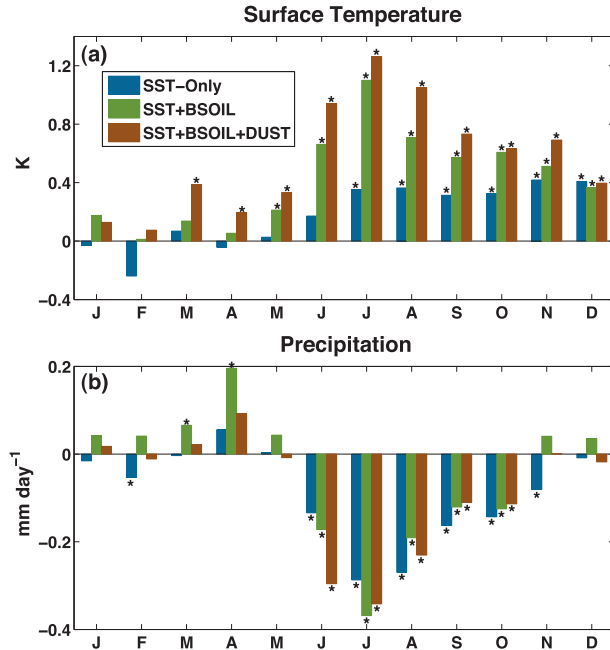 Surface Temperature
(a)
SST-Only
SST+BSOIL
SST+BSOIL+DUST
K
1.2
0.8
0.4
0
-0.4
J F M A M J J A S O N D
Precipitation
(b)
mm day-1
0.2
0
-0.2
-0.4
J F M A M J J A S O N D